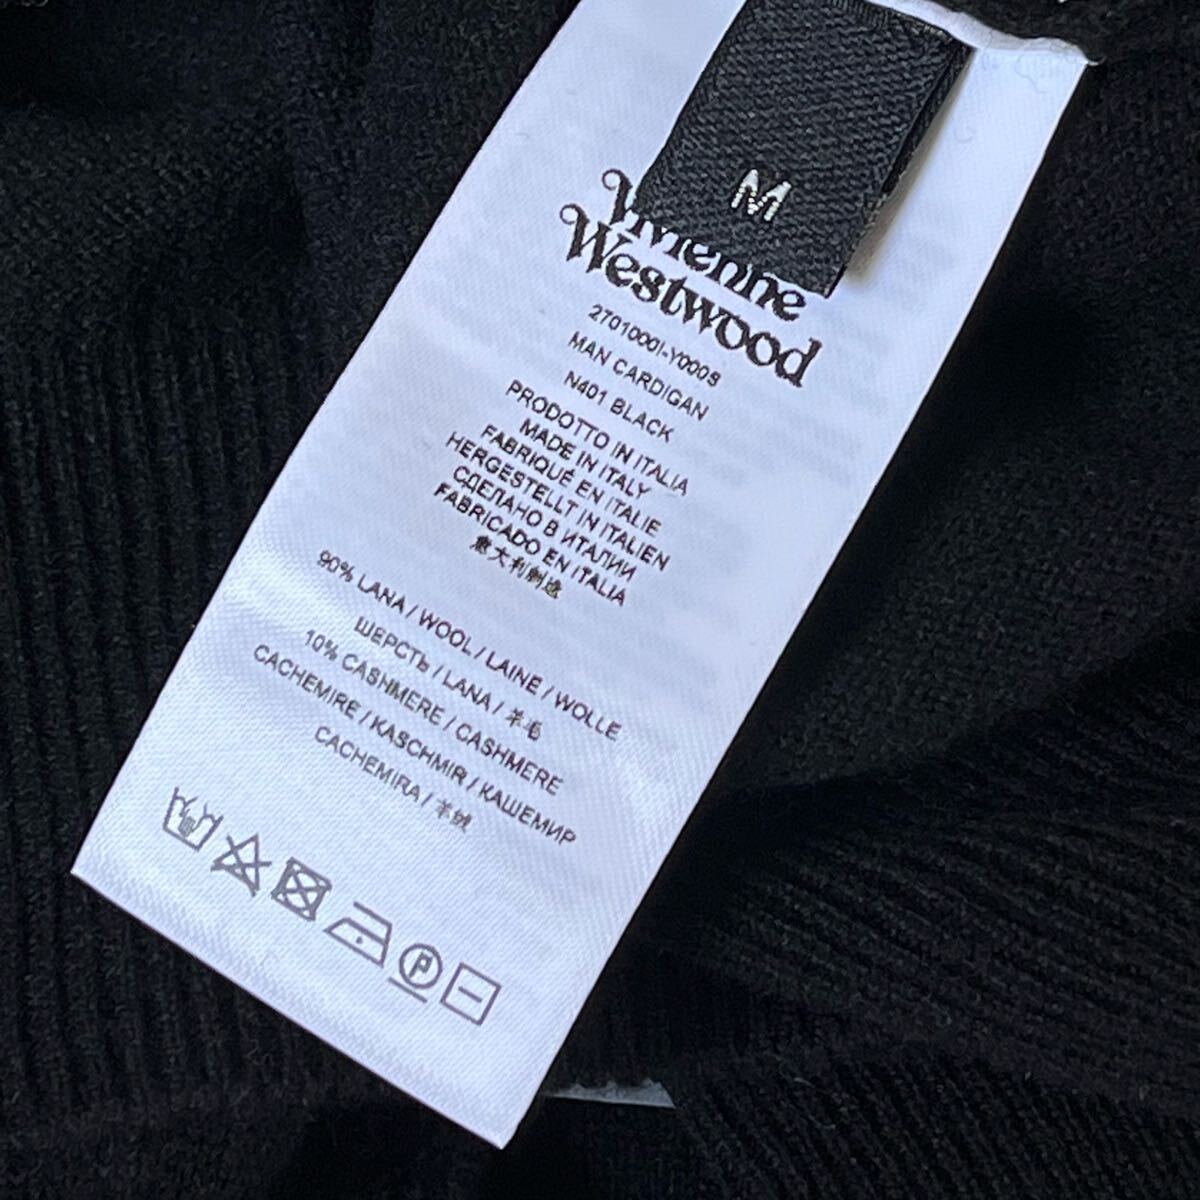 M
Vivienne
Westwood
2701000I-Y0009
MAN CARDIGAN
N401 BLACK
PRODOTTO IN ITALIA
MADE IN ITALY
FABRIQUÉ EN ITALIE
HERGESTELLT IN ITALIEN
СДЕЛАНО В ИТАЛИИ
FABRICADO EN ITALIA
意大利制造
90% LANA / WOOL / LAINE / WOLLE
ШЕРСТЬ / LANA / 羊毛
10% CASHMERE / CASHMERE
CACHEMIRE / KASCHMIR / КАШЕМИР
CACHEMIRA / 羊绒
P